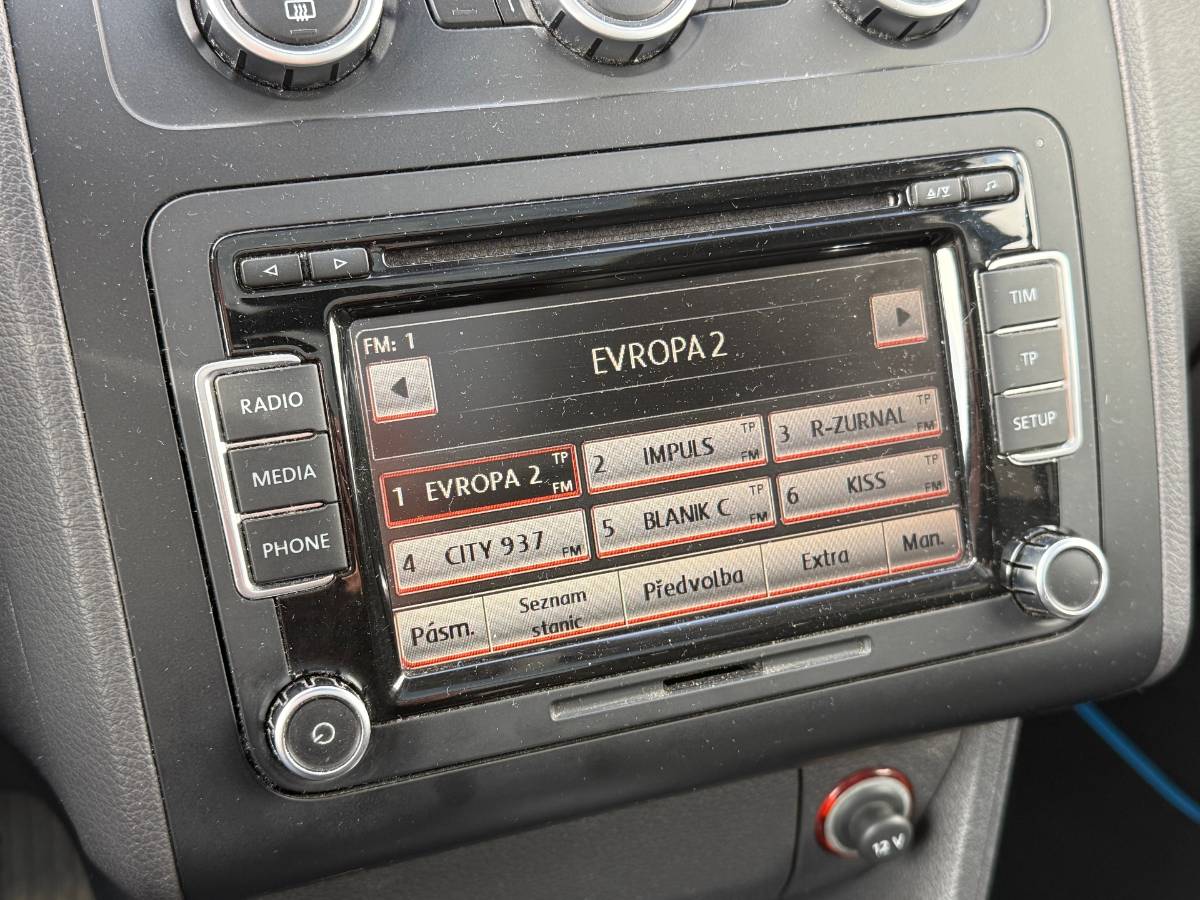 FM: 1
EVROPA 2
RADIO
MEDIA
PHONE
TIM
TP
SETUP
1 EVROPA 2 TP FM
2 IMPULS TP FM
3 R-ZURNAL TP FM
4 CITY 937 FM
5 BLANIK C TP FM
6 KISS TP FM
Pásm.
Seznam
stanic
Předvolba
Extra
Man.
12 V